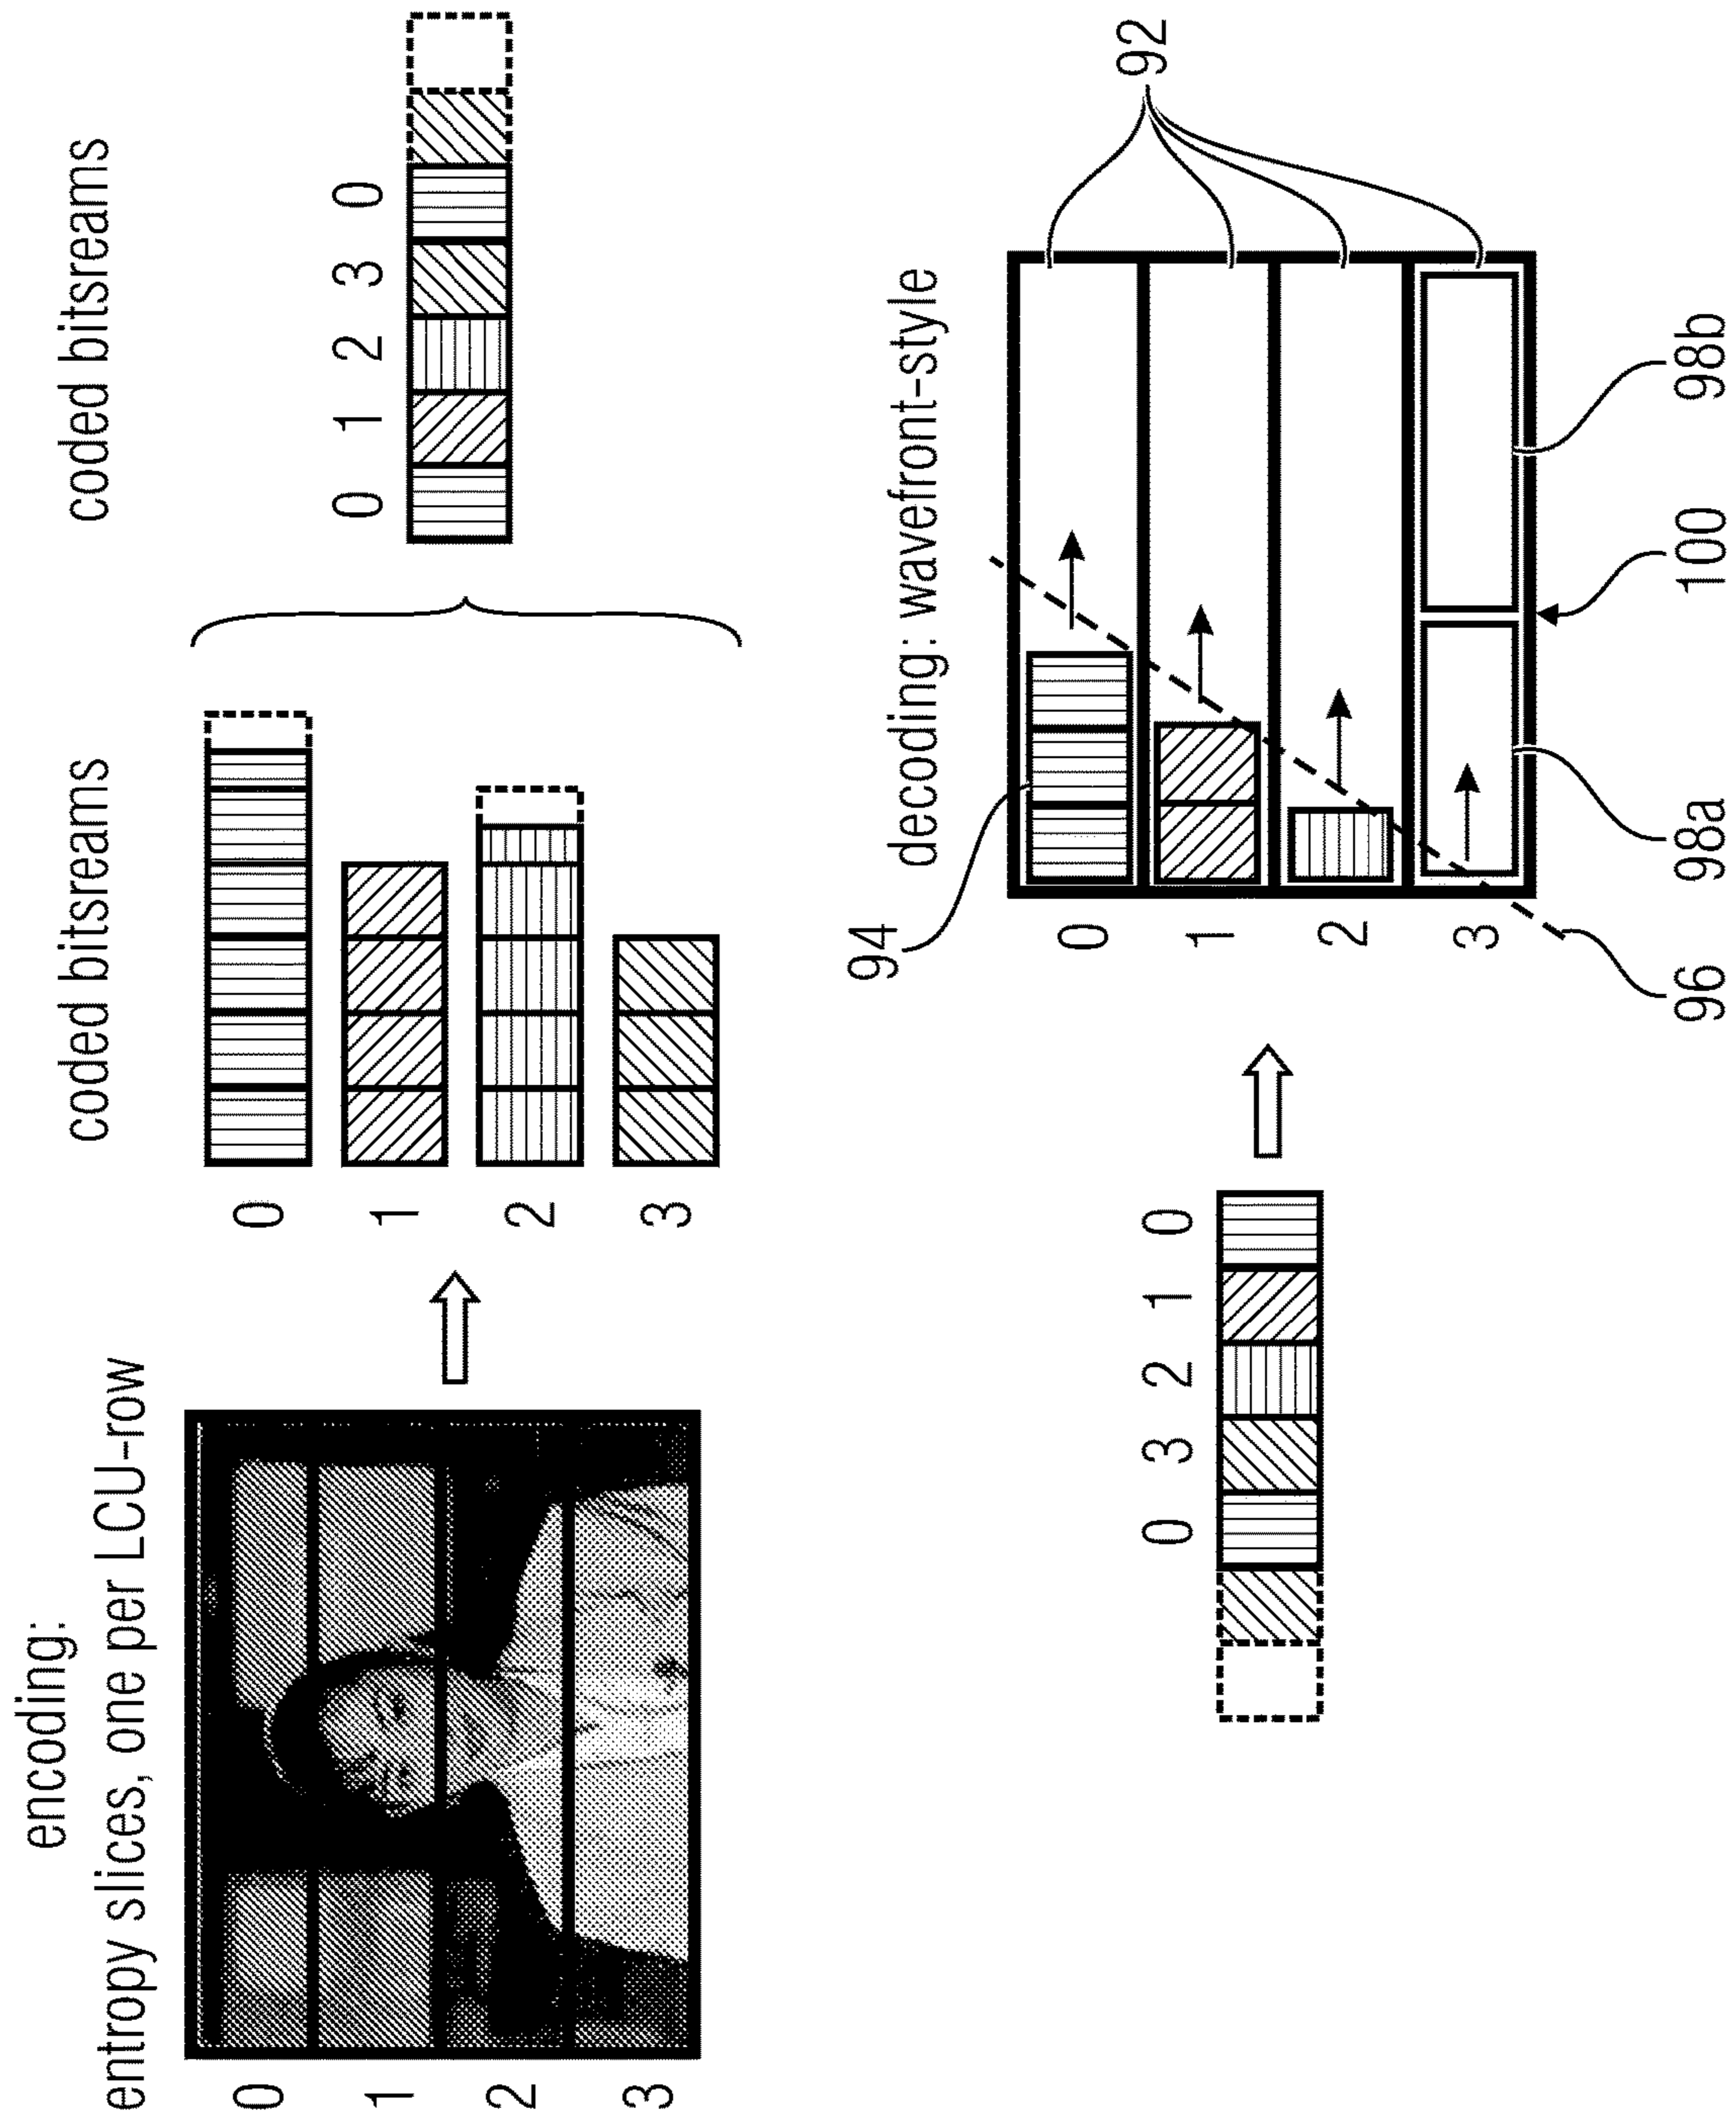 encoding:
entropy slices, one per LCU-row
0
1
2
3
coded bitsreams
0
1
2
3
coded bitsreams
0 1 2 3 0
0 3 2 1 0
decoding: wavefront-style
94
92
0
1
2
3
96
98a
100
98b